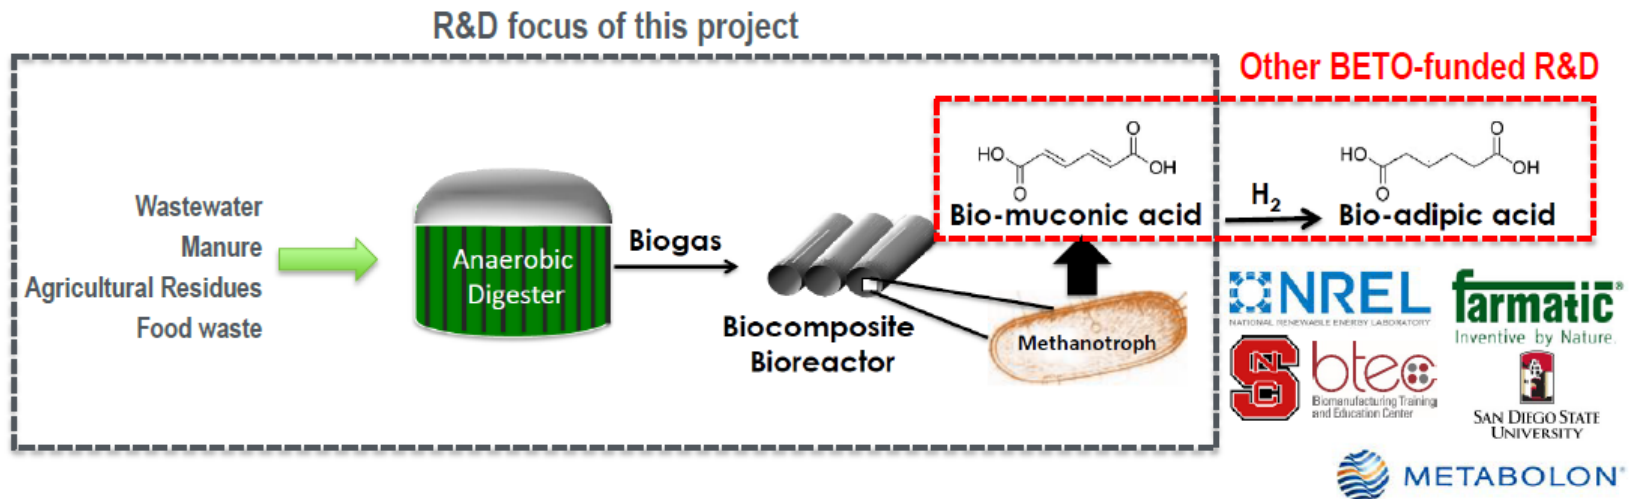 R&D focus of this project
Other BETO-funded R&D
Wastewater
Manure
Agricultural Residues
Food waste
Anaerobic
Digester
Biogas
Biocomposite
Bioreactor
Methanotroph
HO
O
O
OH
Bio-muconic acid
H2
HO
O
O
OH
Bio-adipic acid
NREL
NATIONAL RENEWABLE ENERGY LABORATORY
farmatic®
Inventive by Nature.
NCS
btec
Biomanufacturing Training
and Education Center
SAN DIEGO STATE
UNIVERSITY
METABOLON®